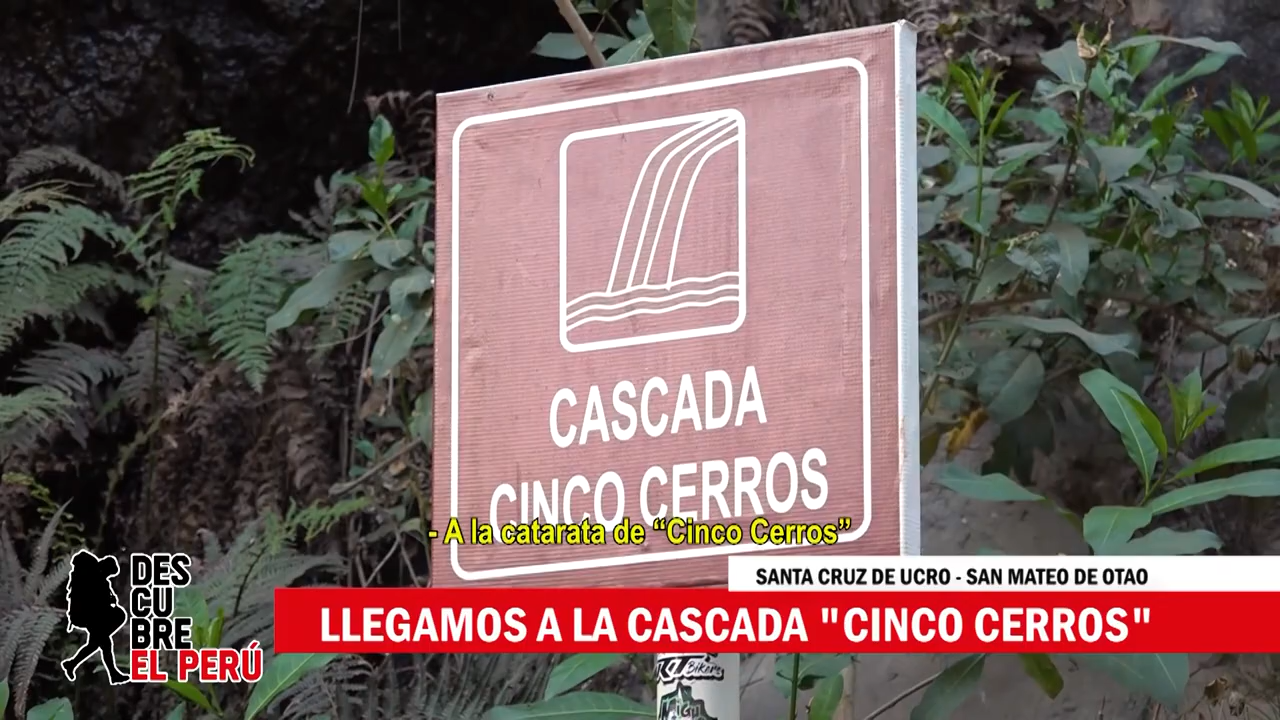 CASCADA
CINCO CERROS
- A la catarata de “Cinco Cerros”
SANTA CRUZ DE UCRO - SAN MATEO DE OTAO
LLEGAMOS A LA CASCADA "CINCO CERROS"
DES
CU
BRE
EL PERÚ
Bikers